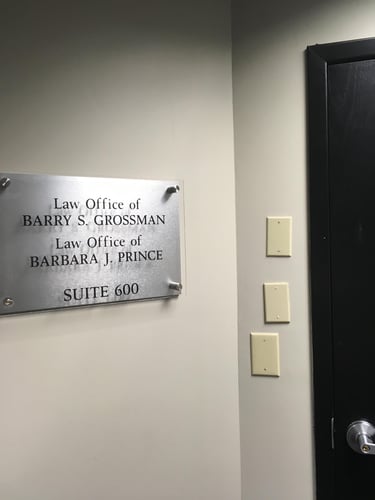 Law Office of
BARRY S. GROSSMAN
Law Office of
BARBARA J. PRINCE
SUITE 600